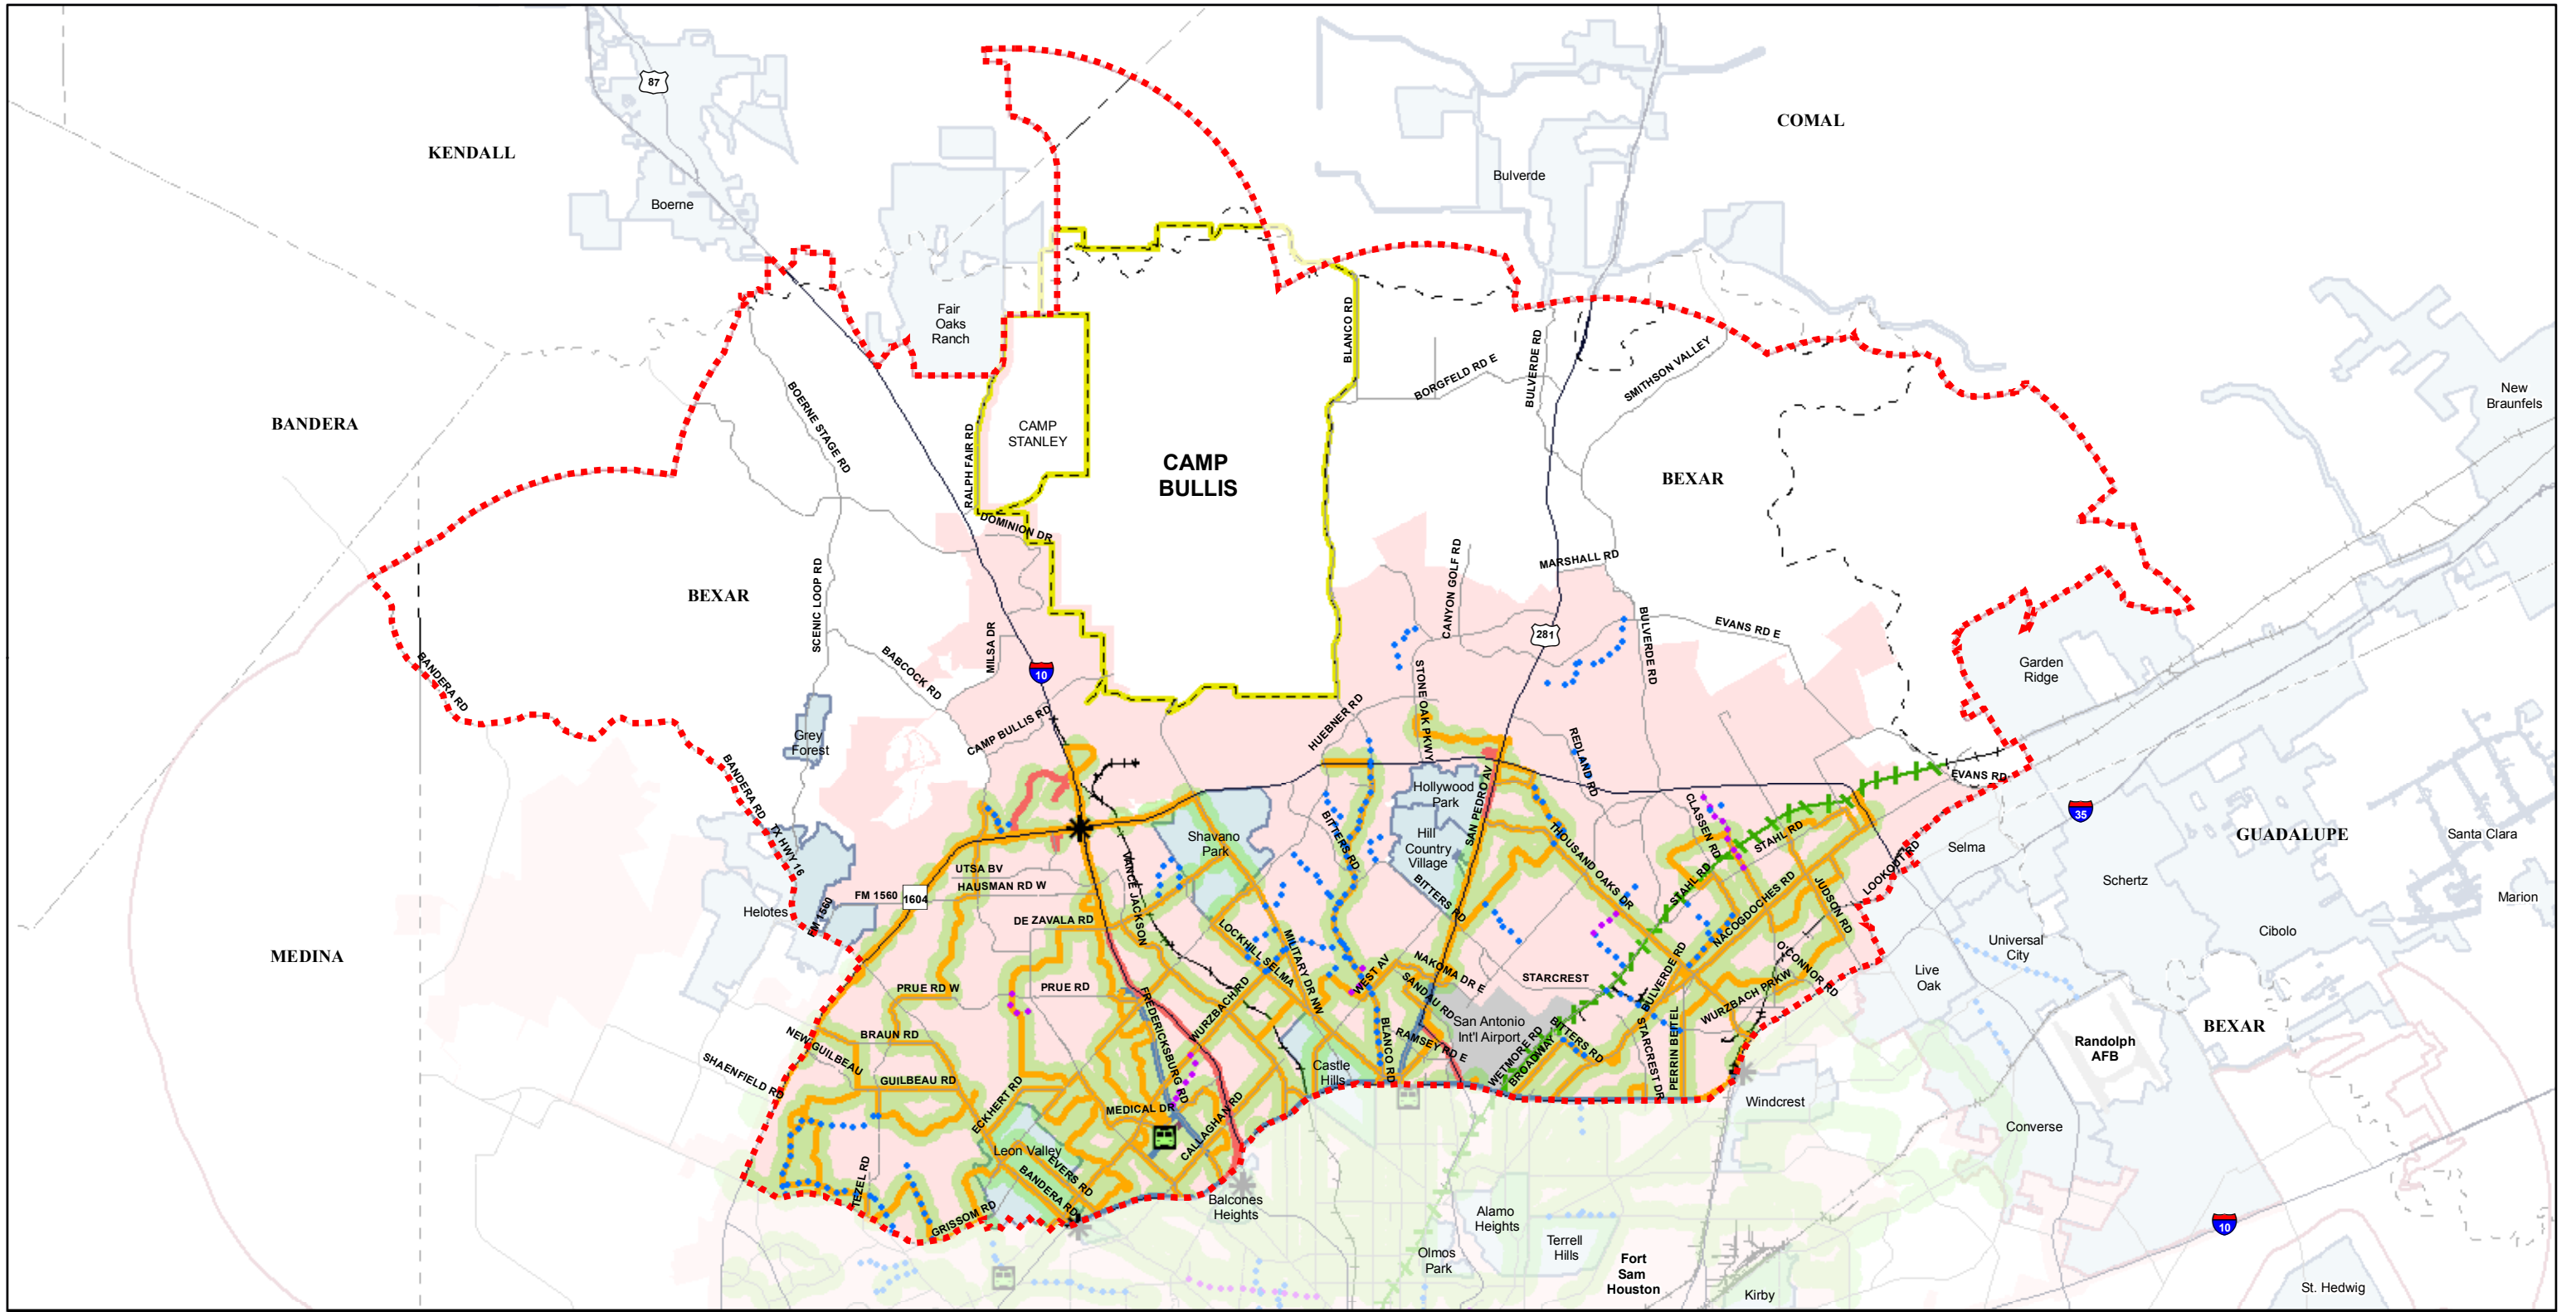 87
KENDALL
COMAL
Boerne
Bulverde
Fair
Oaks
Ranch
BLANCO RD
BULVERDE RD
BORGFELD RD E
SMITHSON VALLEY
New
Braunfels
BANDERA
BOERNE STAGE RD
RALPH FAIR RD
CAMP
STANLEY
CAMP
BULLIS
BEXAR
DOMINION DR
BEXAR
SCENIC LOOP RD
MILSA DR
BABCOCK RD
CANYON GOLF RD
MARSHALL RD
281
BULVERDE RD
EVANS RD E
Garden
Ridge
BANDERA RD
10
CAMP BULLIS RD
HUEBNER RD
STONE OAK PKWY
REDLAND RD
Grey
Forest
BANDERA RD
TX HWY 16
EVANS RD
35
GUADALUPE
Santa Clara
Hollywood
Park
Hill
Country
Village
SAN PEDRO AV
Shavano
Park
BITTERS RD
THOUSAND OAKS DR
CLASSEN RD
STAHL RD
LOOKOUT RD
Selma
Schertz
Marion
UTSA BV
HAUSMAN RD W
FM 1560
1604
Helotes
FM 1560
VANCE JACKSON
DE ZAVALA RD
LOCKHILL SELMA
MILITARY DR NW
BITTERS RD
STAHL RD
NACOGDOCHES RD
JUDSON RD
Cibolo
Universal
City
Live
Oak
MEDINA
PRUE RD W
PRUE RD
FREDERICKSBURG RD
WURZBACH RD
WEST AV
NAKOMA DR E
SANDAU RD
STARCREST
BULVERDE RD
O'CONNOR RD
WURZBACH PRKW
BRAUN RD
NEW GUILBEAU
GUILBEAU RD
SHAENFIELD RD
ECKHERT RD
MEDICAL DR
CALLAGHAN RD
Castle
Hills
BLANCO RD
RAMSEY RD E
San Antonio
Int'l Airport
WETMORE RD
BROADWAY
BITTERS RD
STARCREST DR
PERRIN BEITEL
Randolph
AFB
BEXAR
Windcrest
Converse
Leon Valley
EVERS RD
BANDERA RD
TEZEL RD
GRISSOM RD
Balcones
Heights
Alamo
Heights
Terrell
Hills
Olmos
Park
Fort
Sam
Houston
Kirby
10
St. Hedwig